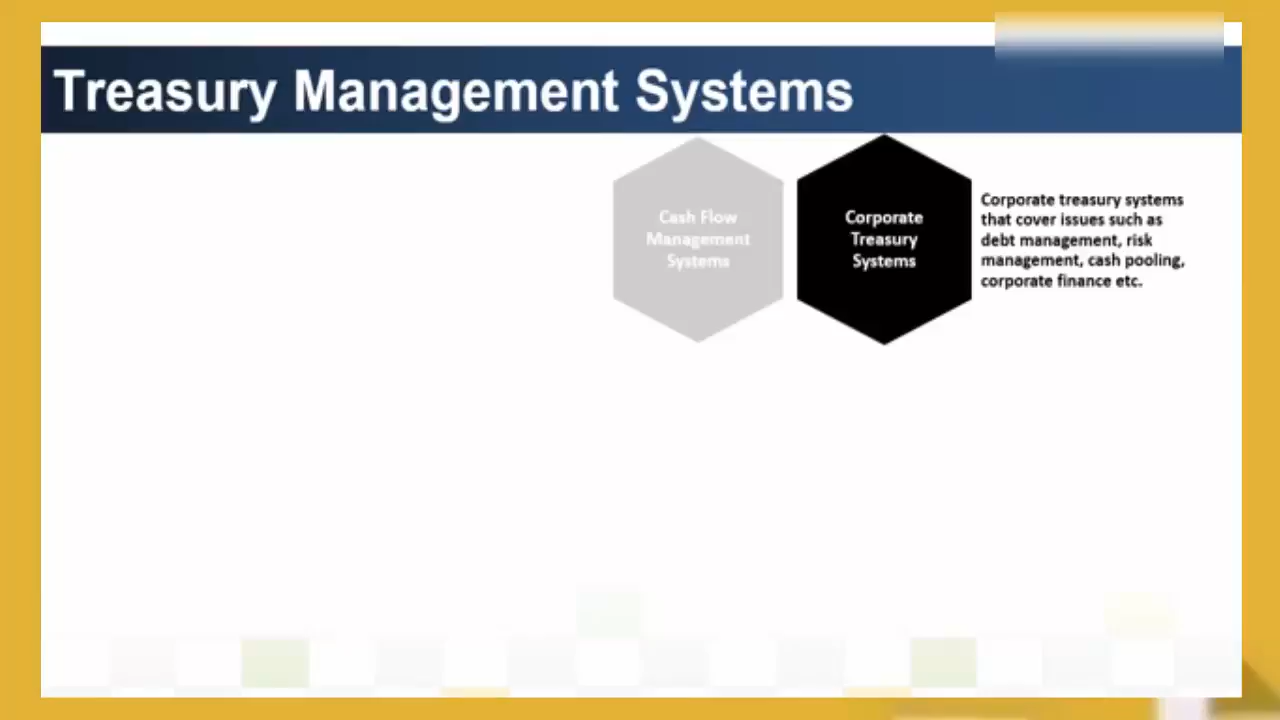 Treasury Management Systems
Cash Flow
Management
Systems
Corporate
Treasury
Systems
Corporate treasury systems
that cover issues such as
debt management, risk
management, cash pooling,
corporate finance etc.